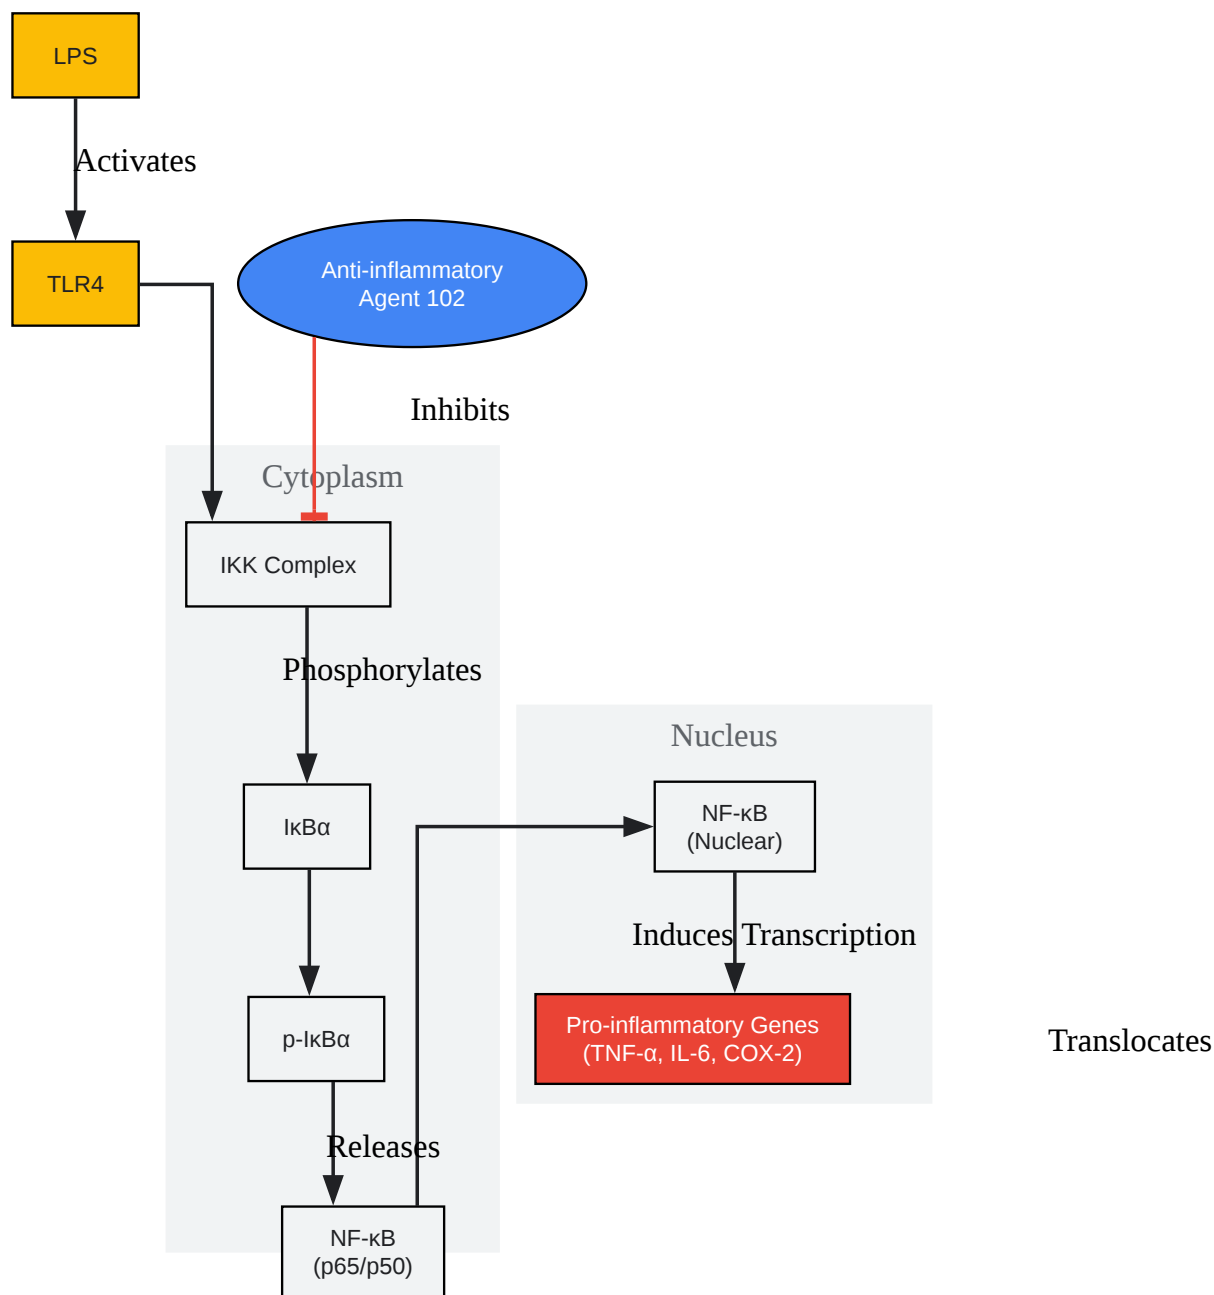 LPS
Activates
TLR4
Anti-inflammatory
Agent 102
Inhibits
Cytoplasm
IKK Complex
Phosphorylates
Nucleus
IκBα
NF-κB
(Nuclear)
Induces Transcription
p-IκBα
Pro-inflammatory Genes
(TNF-α, IL-6, COX-2)
Translocates
Releases
NF-κB
(p65/p50)